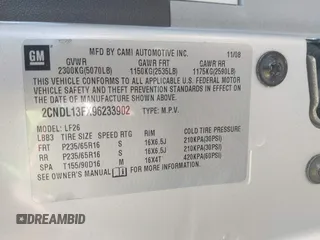 GM
MFD BY CAMI AUTOMOTIVE INC. 11/08
GVWR GAWR FRT GAWR RR
2300KG(5070LB) 1150KG(2535LB) 1175KG(2590LB)
THIS VEHICLE CONFORMS TO ALL APPLICABLE U.S. FEDERAL MOTOR
VEHICLE SAFETY AND THEFT PREVENTION STANDARDS IN EFFECT ON
THE DATE OF MANUFACTURE SHOWN ABOVE.
TYPE: M.P.V.
MODEL: LF26
L8B3 TIRE SIZE SPEED RTG RIM COLD TIRE PRESSURE
FRT P235/65R16 S 16X6.5J 210KPA(30PSI)
RR P235/65R16 S 16X6.5J 210KPA(30PSI)
SPA T155/90D16 M 16X4T 420KPA(60PSI)
SEE OWNER'S MANUAL FOR ADDITIONAL INFORMATION.
DREAMBID